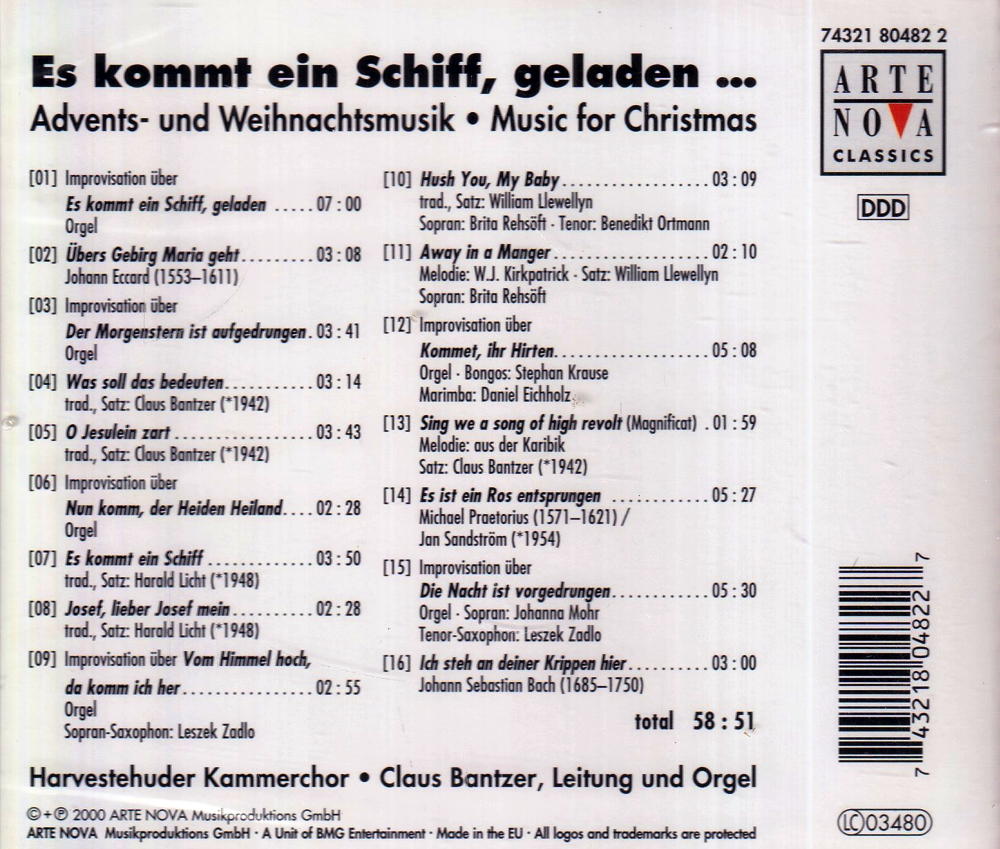 74321 80482 2
Es kommt ein Schiff, geladen ...
Advents- und Weihnachtsmusik • Music for Christmas
ARTE
NOVA
CLASSICS
DDD
[01] Improvisation über
Es kommt ein Schiff, geladen ..... 07 : 00
Orgel
[02] Übers Gebirg Maria geht ......... 03 : 08
Johann Eccard (1553–1611)
[03] Improvisation über
Der Morgenstern ist aufgedrungen . 03 : 41
Orgel
[04] Was soll das bedeuten ........... 03 : 14
trad., Satz: Claus Bantzer (*1942)
[05] O Jesulein zart ................. 03 : 43
trad., Satz: Claus Bantzer (*1942)
[06] Improvisation über
Nun komm, der Heiden Heiland .... 02 : 28
Orgel
[07] Es kommt ein Schiff ............. 03 : 50
trad., Satz: Harald Licht (*1948)
[08] Josef, lieber Josef mein .......... 02 : 28
trad., Satz: Harald Licht (*1948)
[09] Improvisation über Vom Himmel hoch,
da komm ich her ................ 02 : 55
Orgel
Sopran-Saxophon: Leszek Zadlo
[10] Hush You, My Baby .................. 03 : 09
trad., Satz: William Llewellyn
Sopran: Brita Rehsöft · Tenor: Benedikt Ortmann
[11] Away in a Manger ................... 02 : 10
Melodie: W.J. Kirkpatrick · Satz: William Llewellyn
Sopran: Brita Rehsöft
[12] Improvisation über
Kommet, ihr Hirten ................... 05 : 08
Orgel · Bongos: Stephan Krause
Marimba: Daniel Eichholz
[13] Sing we a song of high revolt (Magnificat) . 01 : 59
Melodie: aus der Karibik
Satz: Claus Bantzer (*1942)
[14] Es ist ein Ros entsprungen ............ 05 : 27
Michael Praetorius (1571–1621) /
Jan Sandström (*1954)
[15] Improvisation über
Die Nacht ist vorgedrungen ............ 05 : 30
Orgel · Sopran: Johanna Mohr
Tenor-Saxophon: Leszek Zadlo
[16] Ich steh an deiner Krippen hier .......... 03 : 00
Johann Sebastian Bach (1685–1750)
total 58 : 51
Harvestehuder Kammerchor • Claus Bantzer, Leitung und Orgel
© + ℗ 2000 ARTE NOVA Musikproduktions GmbH
ARTE NOVA Musikproduktions GmbH · A Unit of BMG Entertainment · Made in the EU · All logos and trademarks are protected
7 43218 04822 7
LC 03480